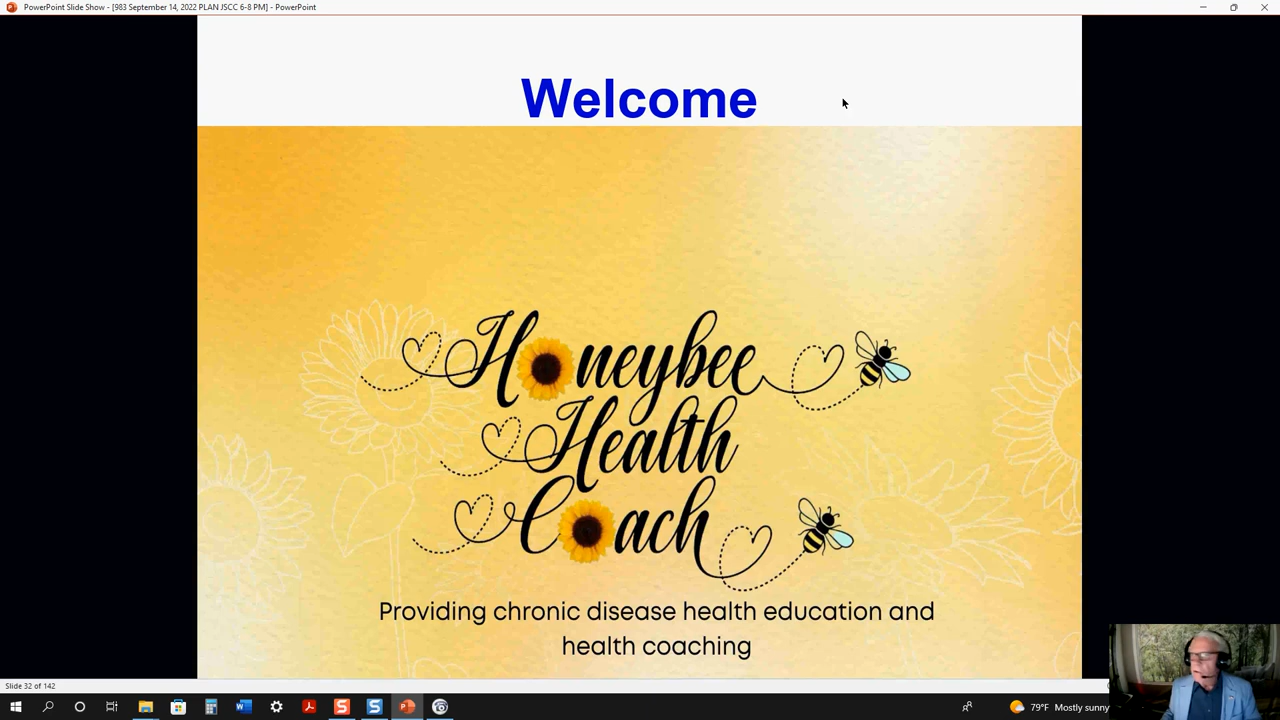 PowerPoint Slide Show - [983 September 14, 2022 PLAN JSCC 6-8 PM] - PowerPoint
Welcome
Honeybee
Health
Coach
Providing chronic disease health education and
health coaching
Slide 32 of 142
79°F Mostly sunny